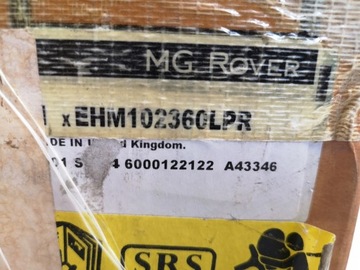 MG ROVER
x EHM102360LPR
DE IN Kingdom.
6000122122 A43346
SRS